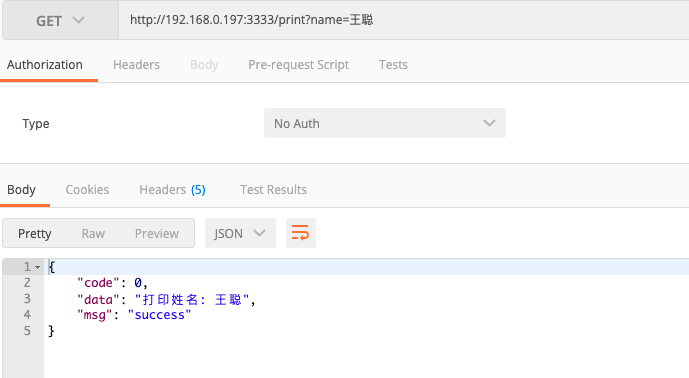 GET http://192.168.0.197:3333/print?name=王聪
Authorization Headers Body Pre-request Script Tests
Type No Auth
Body Cookies Headers (5) Test Results
Pretty Raw Preview JSON
1 {
2 "code": 0,
3 "data": "打印姓名: 王聪",
4 "msg": "success"
5 }